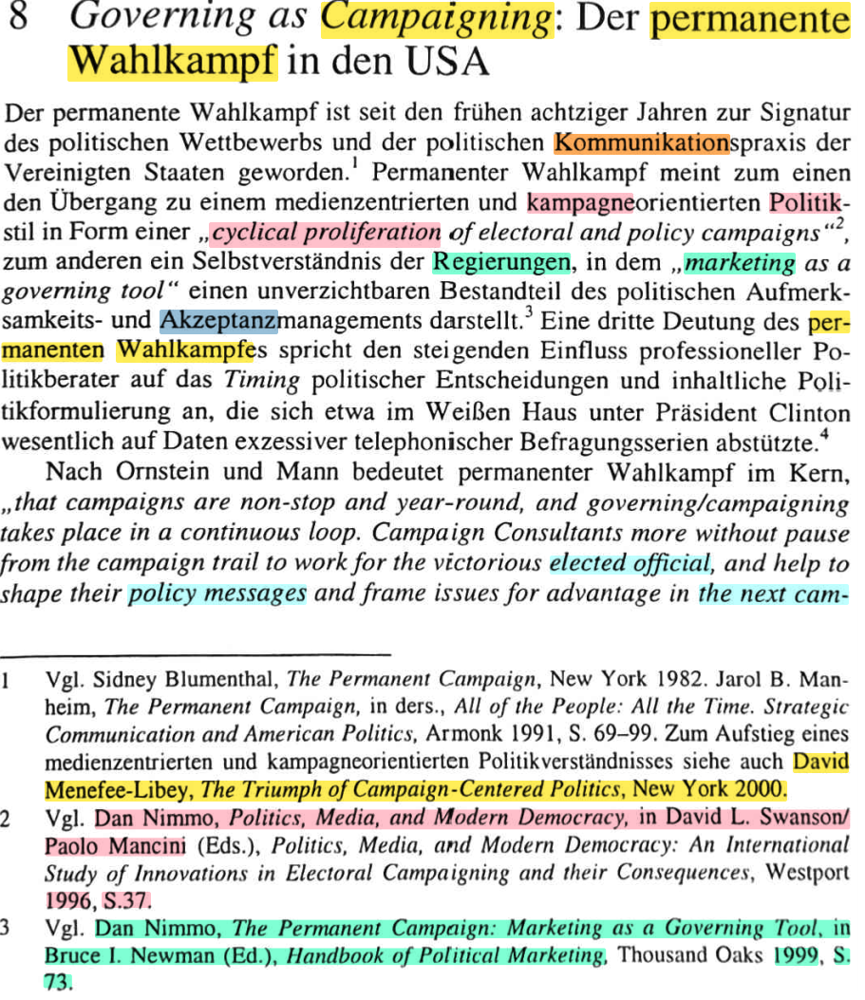 8 Governing as Campaigning: Der permanente
Wahlkampf in den USA
Der permanente Wahlkampf ist seit den frühen achtziger Jahren zur Signatur
des politischen Wettbewerbs und der politischen Kommunikationspraxis der
Vereinigten Staaten geworden.¹ Permanenter Wahlkampf meint zum einen
den Übergang zu einem medienzentrierten und kampagneorientierten Politik-
stil in Form einer „cyclical proliferation of electoral and policy campaigns“²,
zum anderen ein Selbstverständnis der Regierungen, in dem „marketing as a
governing tool“ einen unverzichtbaren Bestandteil des politischen Aufmerk-
samkeits- und Akzeptanzmanagements darstellt.³ Eine dritte Deutung des per-
manenten Wahlkampfes spricht den steigenden Einfluss professioneller Po-
litikberater auf das Timing politischer Entscheidungen und inhaltliche Poli-
tikformulierung an, die sich etwa im Weißen Haus unter Präsident Clinton
wesentlich auf Daten exzessiver telephonischer Befragungsserien abstützte.⁴
Nach Ornstein und Mann bedeutet permanenter Wahlkampf im Kern,
„that campaigns are non-stop and year-round, and governing/campaigning
takes place in a continuous loop. Campaign Consultants more without pause
from the campaign trail to work for the victorious elected official, and help to
shape their policy messages and frame issues for advantage in the next cam-
1 Vgl. Sidney Blumenthal, The Permanent Campaign, New York 1982. Jarol B. Man-
heim, The Permanent Campaign, in ders., All of the People: All the Time. Strategic
Communication and American Politics, Armonk 1991, S. 69–99. Zum Aufstieg eines
medienzentrierten und kampagneorientierten Politikverständnisses siehe auch David
Menefee-Libey, The Triumph of Campaign-Centered Politics, New York 2000.
2 Vgl. Dan Nimmo, Politics, Media, and Modern Democracy, in David L. Swanson/
Paolo Mancini (Eds.), Politics, Media, and Modern Democracy: An International
Study of Innovations in Electoral Campaigning and their Consequences, Westport
1996, S.37.
3 Vgl. Dan Nimmo, The Permanent Campaign: Marketing as a Governing Tool, in
Bruce I. Newman (Ed.), Handbook of Political Marketing, Thousand Oaks 1999, S.
73.